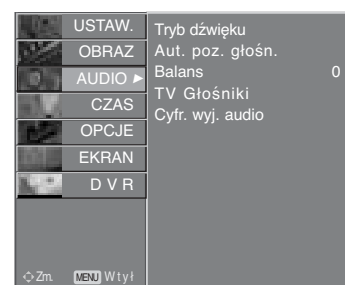 USTAW.
OBRAZ
AUDIO
CZAS
OPCJE
EKRAN
D V R
Zm.
MENU Wtył
Tryb dźwięku
Aut. poz. głośn.
Balans 0
TV Głośniki
Cyfr. wyj. audio